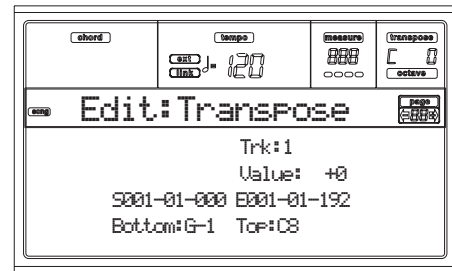 chord tempo measure transpose
ext
link
♩= 120
888
C 0
octave
song Edit:Transpose page
88
Trk:1
Value: +0
S001-01-000 E001-01-192
Bottom:G-1 Top:C8